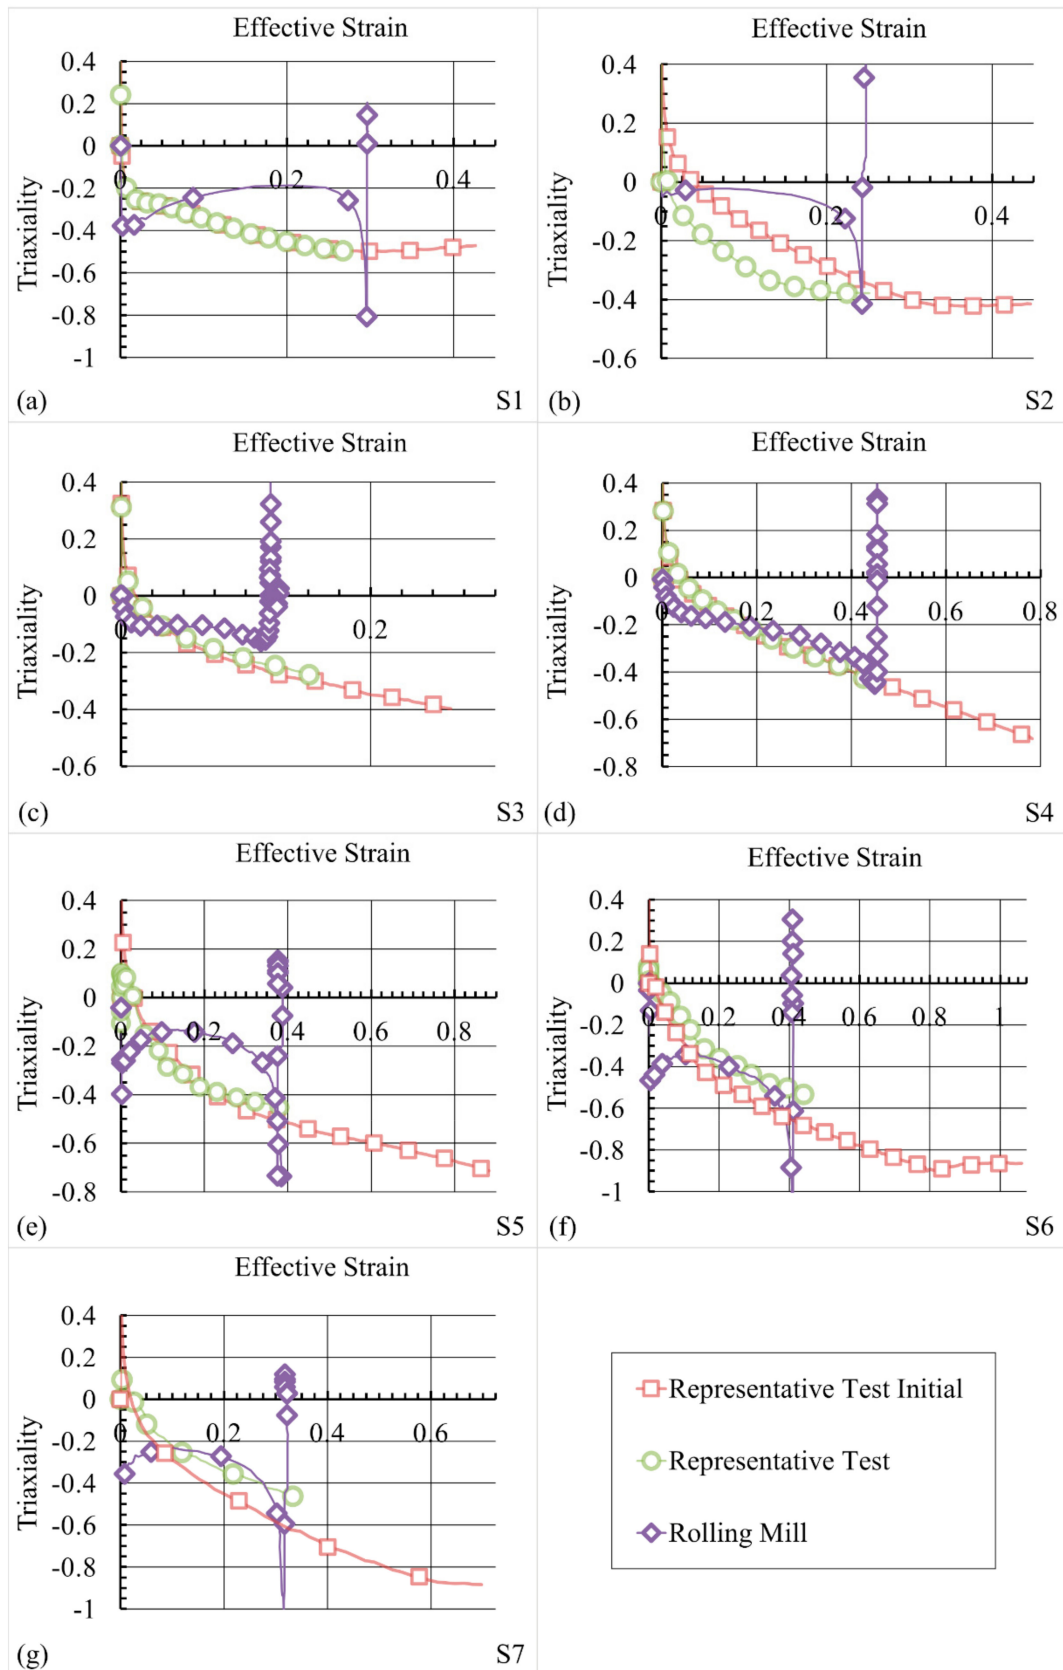 Effective Strain
0.4
0.2
0
-0.2
-0.4
-0.6
-0.8
-1
0 0.2 0.4
Triaxiality
(a) S1
Effective Strain
0.4
0.2
0
-0.2
-0.4
-0.6
0 0.2 0.4
Triaxiality
(b) S2
Effective Strain
0.4
0.2
0
-0.2
-0.4
-0.6
0 0.2
Triaxiality
(c) S3
Effective Strain
0.4
0.2
0
-0.2
-0.4
-0.6
-0.8
0 0.2 0.4 0.6 0.8
Triaxiality
(d) S4
Effective Strain
0.4
0.2
0
-0.2
-0.4
-0.6
-0.8
0 0.2 0.4 0.6 0.8
Triaxiality
(e) S5
Effective Strain
0.4
0.2
0
-0.2
-0.4
-0.6
-0.8
-1
0 0.2 0.4 0.6 0.8 1
Triaxiality
(f) S6
Effective Strain
0.4
0.2
0
-0.2
-0.4
-0.6
-0.8
-1
0 0.2 0.4 0.6
Triaxiality
(g) S7
Representative Test Initial
Representative Test
Rolling Mill